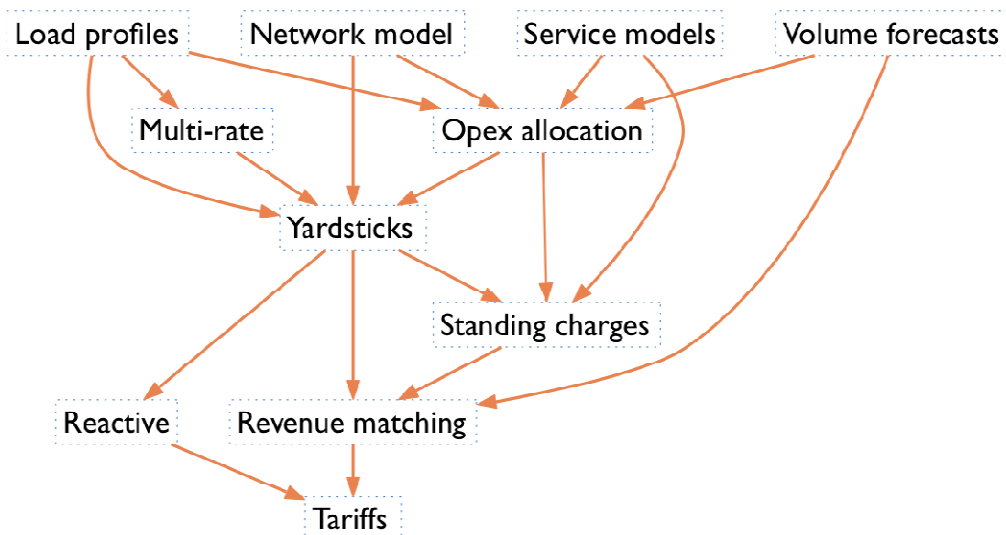 Load profiles
Network model
Service models
Volume forecasts
Multi-rate
Opex allocation
Yardsticks
Standing charges
Reactive
Revenue matching
Tariffs